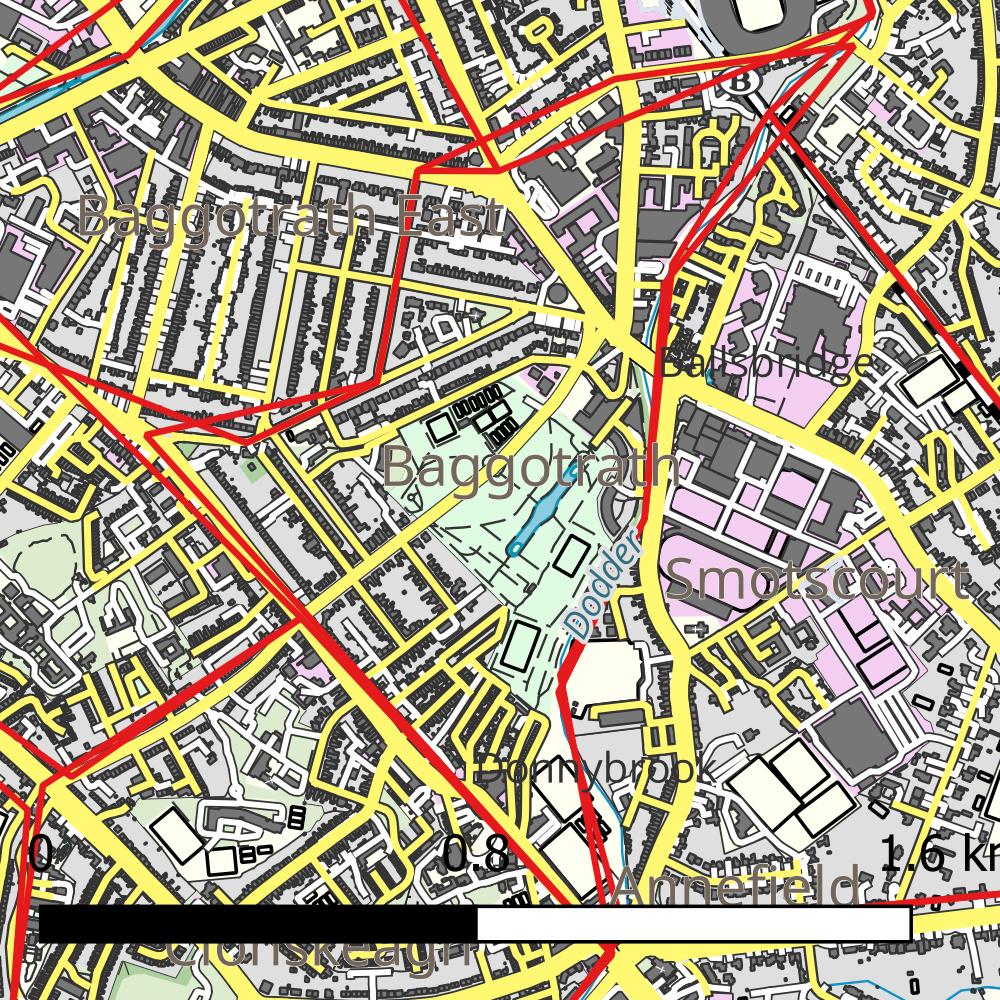 B
Baggotrath East
Ballsbridge
Baggotrath
Dodder
Smotscourt
Donnybrook
0 0.8 1.6 km
Annefield
Clonskeagh